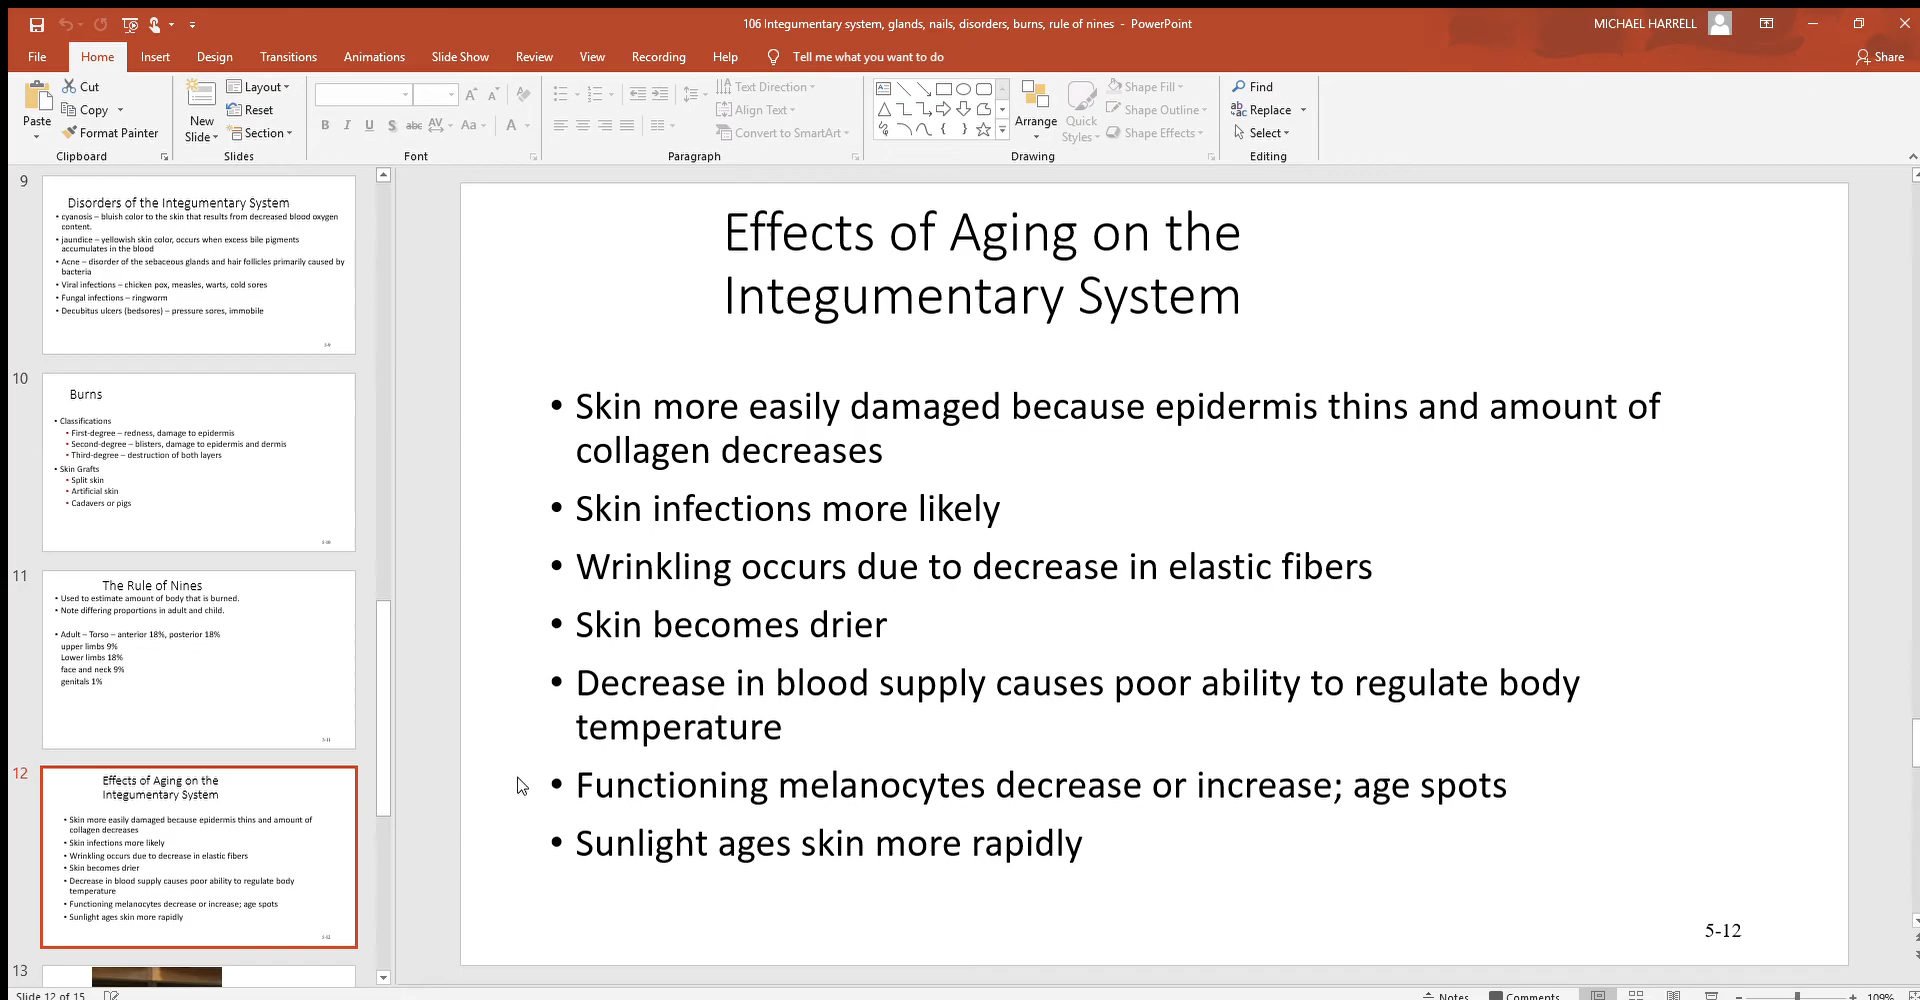 106 Integumentary system, glands, nails, disorders, burns, rule of nines - PowerPoint
MICHAEL HARRELL
File Home Insert Design Transitions Animations Slide Show Review View Recording Help Tell me what you want to do
Share
Paste
Cut
Copy
Format Painter
Clipboard
New Slide
Layout
Reset
Section
Slides
B I U S abc AV Aa A
Font
Text Direction
Align Text
Convert to SmartArt
Paragraph
Arrange
Quick Styles
Shape Fill
Shape Outline
Shape Effects
Drawing
Find
Replace
Select
Editing
9
Disorders of the Integumentary System
• cyanosis – bluish color to the skin that results from decreased blood oxygen
content.
• jaundice – yellowish skin color, occurs when excess bile pigments
accumulates in the blood
• Acne – disorder of the sebaceous glands and hair follicles primarily caused by
bacteria
• Viral infections – chicken pox, measles, warts, cold sores
• Fungal infections – ringworm
• Decubitus ulcers (bedsores) – pressure sores, immobile
5-9
10
Burns
• Classifications
• First-degree – redness, damage to epidermis
• Second-degree – blisters, damage to epidermis and dermis
• Third-degree – destruction of both layers
• Skin Grafts
• Split skin
• Artificial skin
• Cadavers or pigs
5-10
11
The Rule of Nines
• Used to estimate amount of body that is burned.
• Note differing proportions in adult and child.
• Adult – Torso – anterior 18%, posterior 18%
upper limbs 9%
Lower limbs 18%
face and neck 9%
genitals 1%
5-11
12
Effects of Aging on the
Integumentary System
• Skin more easily damaged because epidermis thins and amount of
collagen decreases
• Skin infections more likely
• Wrinkling occurs due to decrease in elastic fibers
• Skin becomes drier
• Decrease in blood supply causes poor ability to regulate body
temperature
• Functioning melanocytes decrease or increase; age spots
• Sunlight ages skin more rapidly
5-12
13
Effects of Aging on the
Integumentary System
• Skin more easily damaged because epidermis thins and amount of
collagen decreases
• Skin infections more likely
• Wrinkling occurs due to decrease in elastic fibers
• Skin becomes drier
• Decrease in blood supply causes poor ability to regulate body
temperature
• Functioning melanocytes decrease or increase; age spots
• Sunlight ages skin more rapidly
5-12
Slide 12 of 15
Notes
Comments
109%